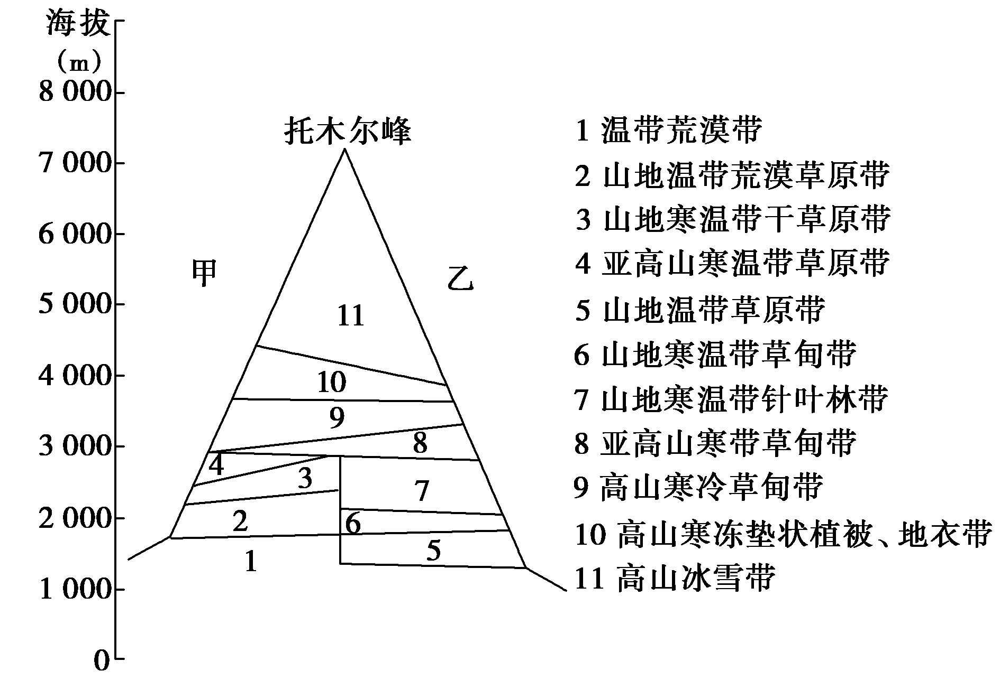 海拔
(m)
8 000
7 000
6 000
5 000
4 000
3 000
2 000
1 000
0
托木尔峰
甲
乙
11
10
9
8
4
3
7
2
6
5
1
1 温带荒漠带
2 山地温带荒漠草原带
3 山地寒温带干草原带
4 亚高山寒温带草原带
5 山地温带草原带
6 山地寒温带草甸带
7 山地寒温带针叶林带
8 亚高山寒带草甸带
9 高山寒冷草甸带
10 高山寒冻垫状植被、地衣带
11 高山冰雪带